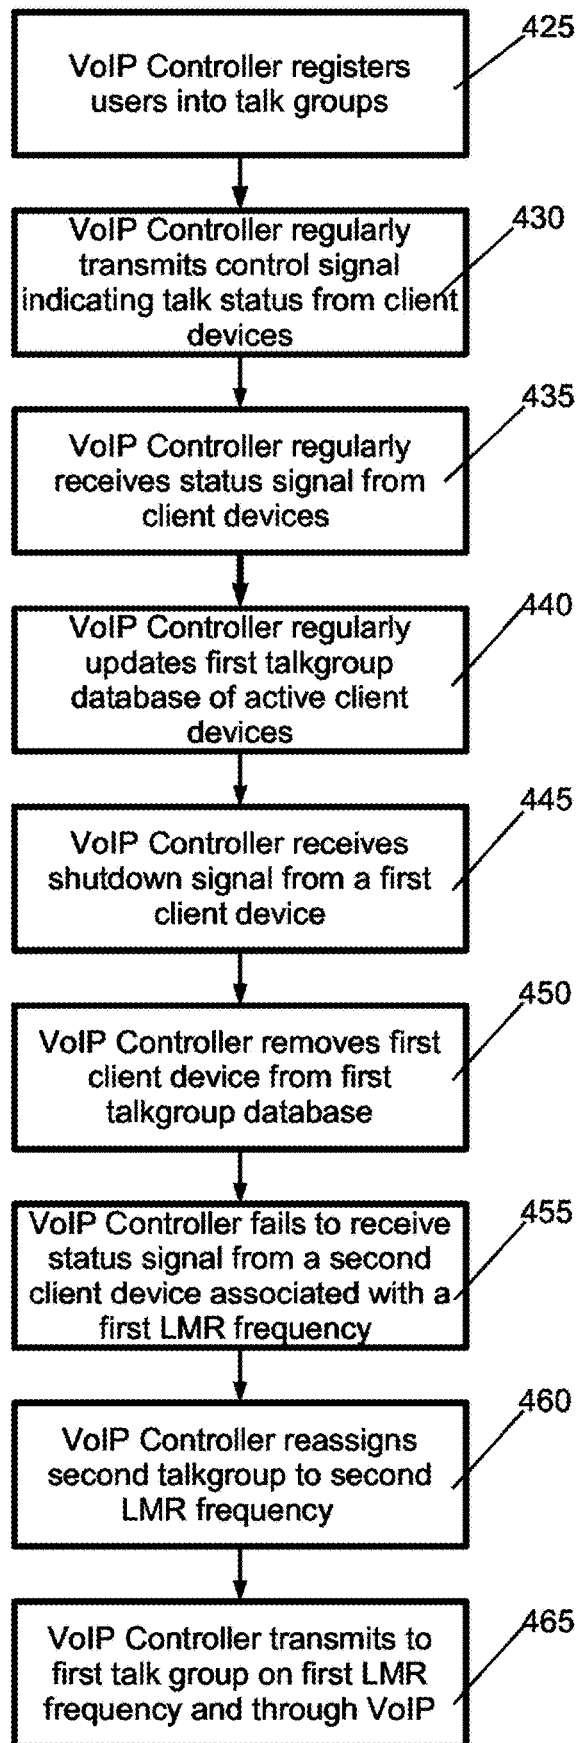 425
VoIP Controller registers
users into talk groups
430
VoIP Controller regularly
transmits control signal
indicating talk status from client
devices
435
VoIP Controller regularly
receives status signal from
client devices
440
VoIP Controller regularly
updates first talkgroup
database of active client
devices
445
VoIP Controller receives
shutdown signal from a first
client device
450
VoIP Controller removes first
client device from first
talkgroup database
455
VoIP Controller fails to receive
status signal from a second
client device associated with a
first LMR frequency
460
VoIP Controller reassigns
second talkgroup to second
LMR frequency
465
VoIP Controller transmits to
first talk group on first LMR
frequency and through VoIP